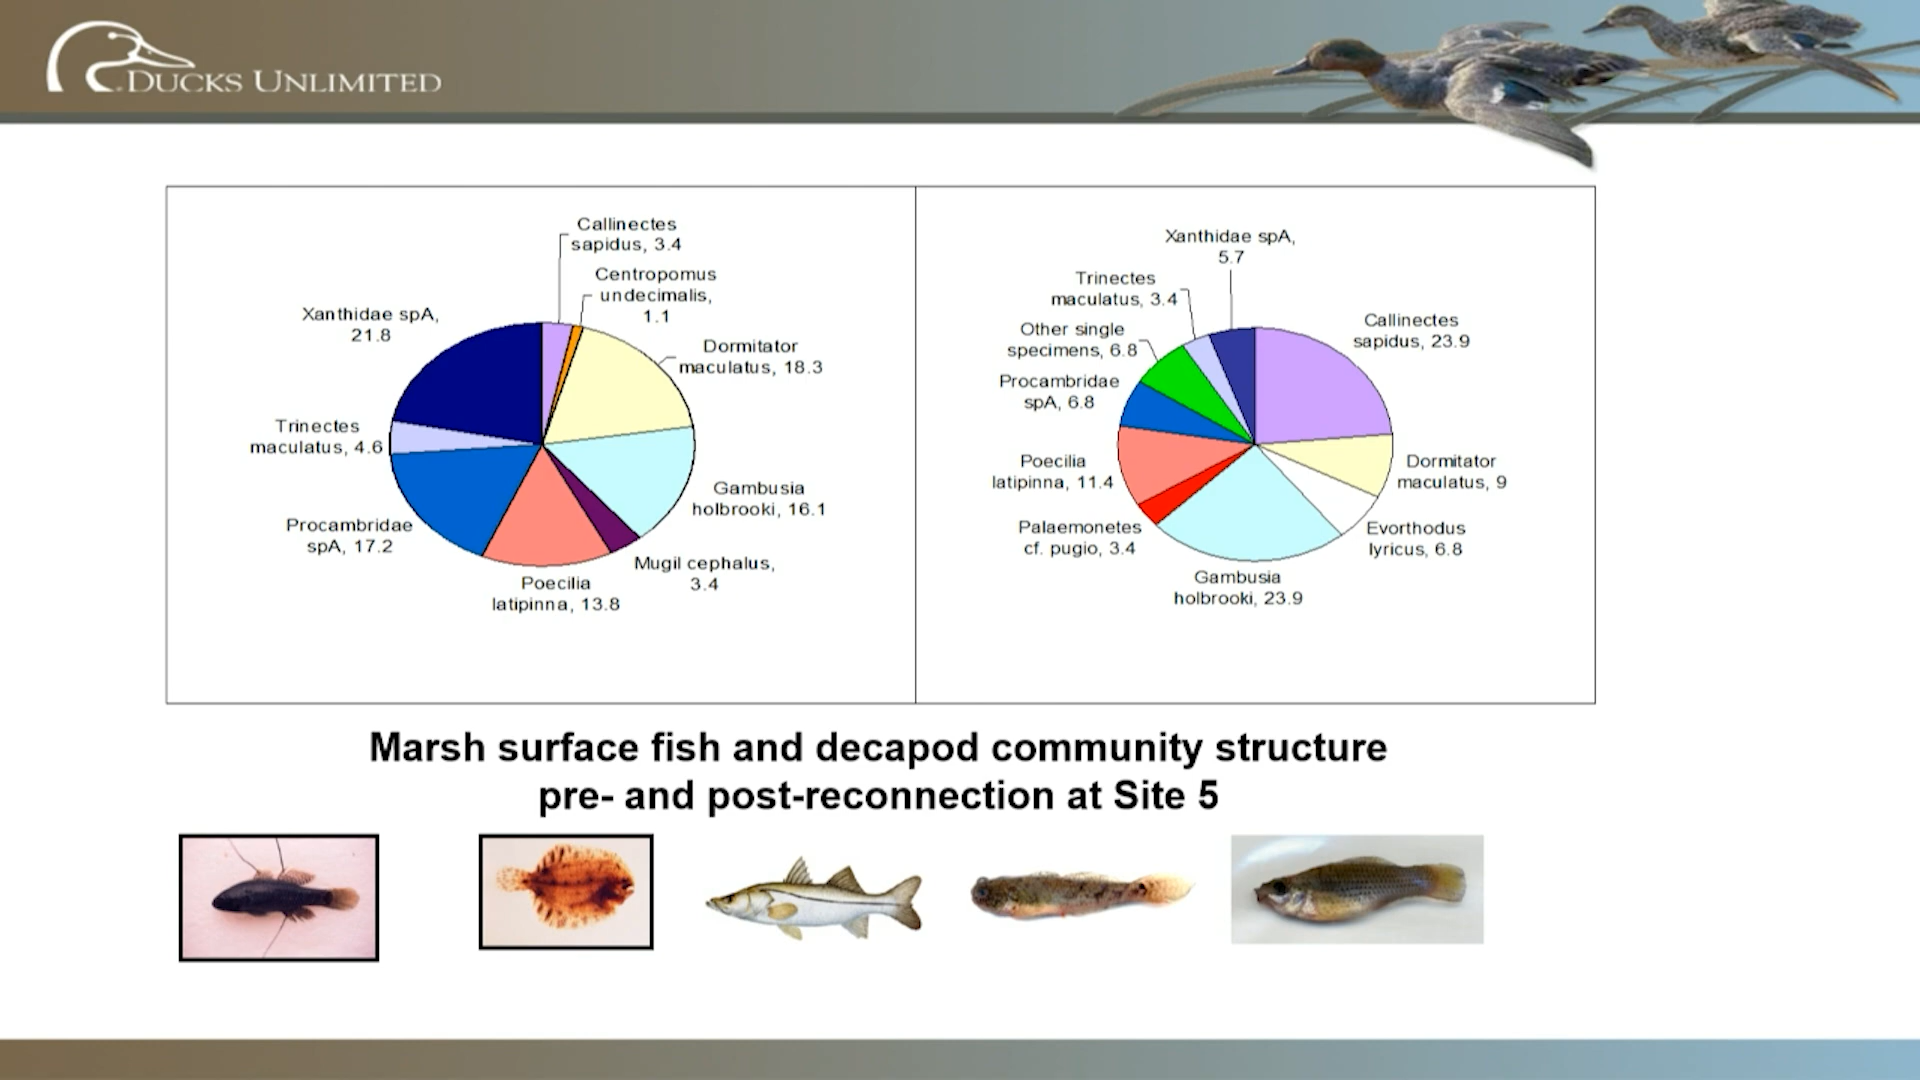 DUCKS UNLIMITED
Callinectes
sapidus, 3.4
Centropomus
undecimalis,
1.1
Dormitator
maculatus, 18.3
Gambusia
holbrooki, 16.1
Mugil cephalus,
3.4
Poecilia
latipinna, 13.8
Procambridae
spA, 17.2
Trinectes
maculatus, 4.6
Xanthidae spA,
21.8
Xanthidae spA,
5.7
Callinectes
sapidus, 23.9
Dormitator
maculatus, 9
Evorthodus
lyricus, 6.8
Gambusia
holbrooki, 23.9
Palaemonetes
cf. pugio, 3.4
Poecilia
latipinna, 11.4
Procambridae
spA, 6.8
Other single
specimens, 6.8
Trinectes
maculatus, 3.4
Marsh surface fish and decapod community structure
pre- and post-reconnection at Site 5